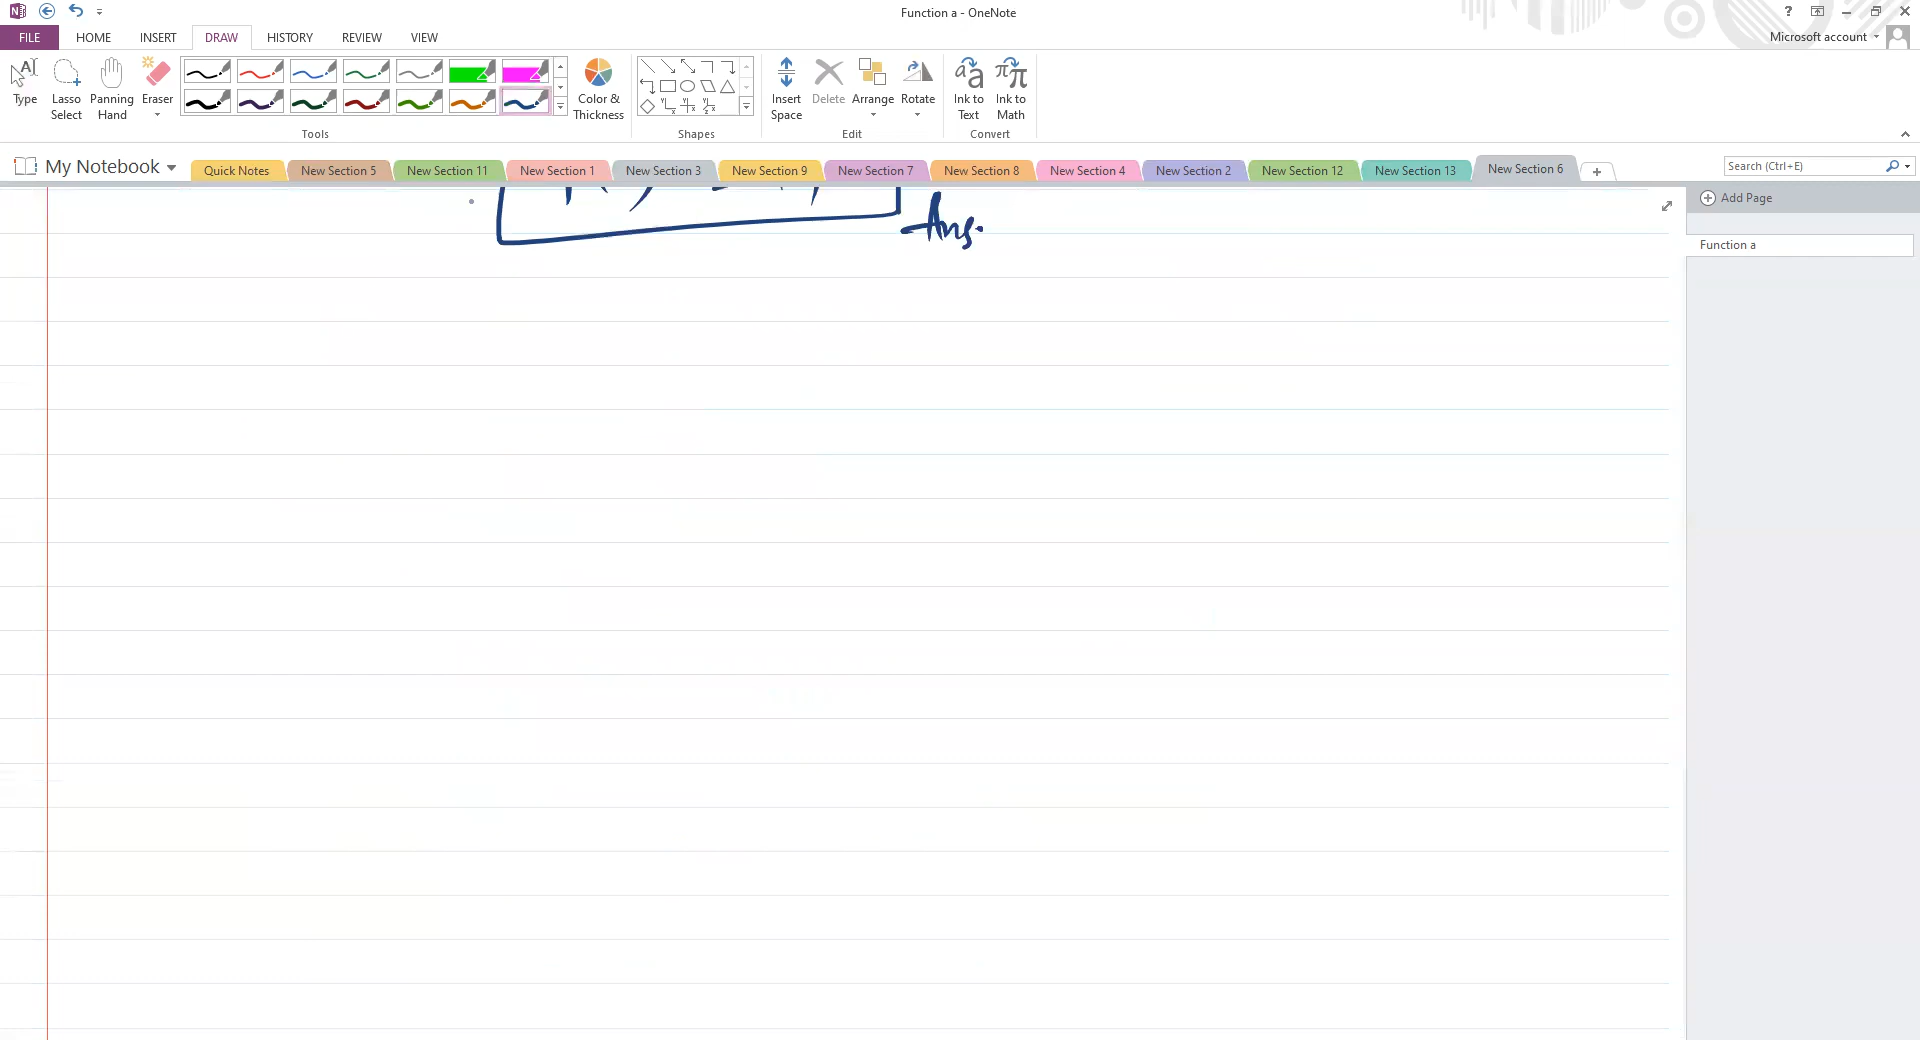 Function a - OneNote
?
FILE HOME INSERT DRAW HISTORY REVIEW VIEW
Microsoft account
Type
Lasso Select
Panning Hand
Eraser
Color & Thickness
Insert Space
Delete
Arrange
Rotate
Ink to Text
Ink to Math
Tools
Shapes
Edit
Convert
My Notebook
Quick Notes
New Section 5
New Section 11
New Section 1
New Section 3
New Section 9
New Section 7
New Section 8
New Section 4
New Section 2
New Section 12
New Section 13
New Section 6
Search (Ctrl+E)
Add Page
Function a
Ans.